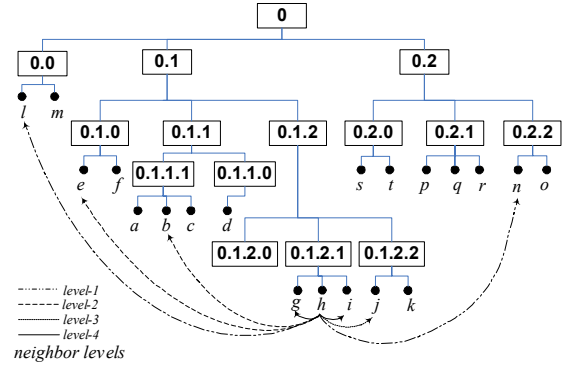 0
0.0 0.1 0.2
l m
0.1.0 0.1.1 0.1.2 0.2.0 0.2.1 0.2.2
e f 0.1.1.1 0.1.1.0 s t p q r n o
a b c d
0.1.2.0 0.1.2.1 0.1.2.2
g h i j k
level-1
level-2
level-3
level-4
neighbor levels